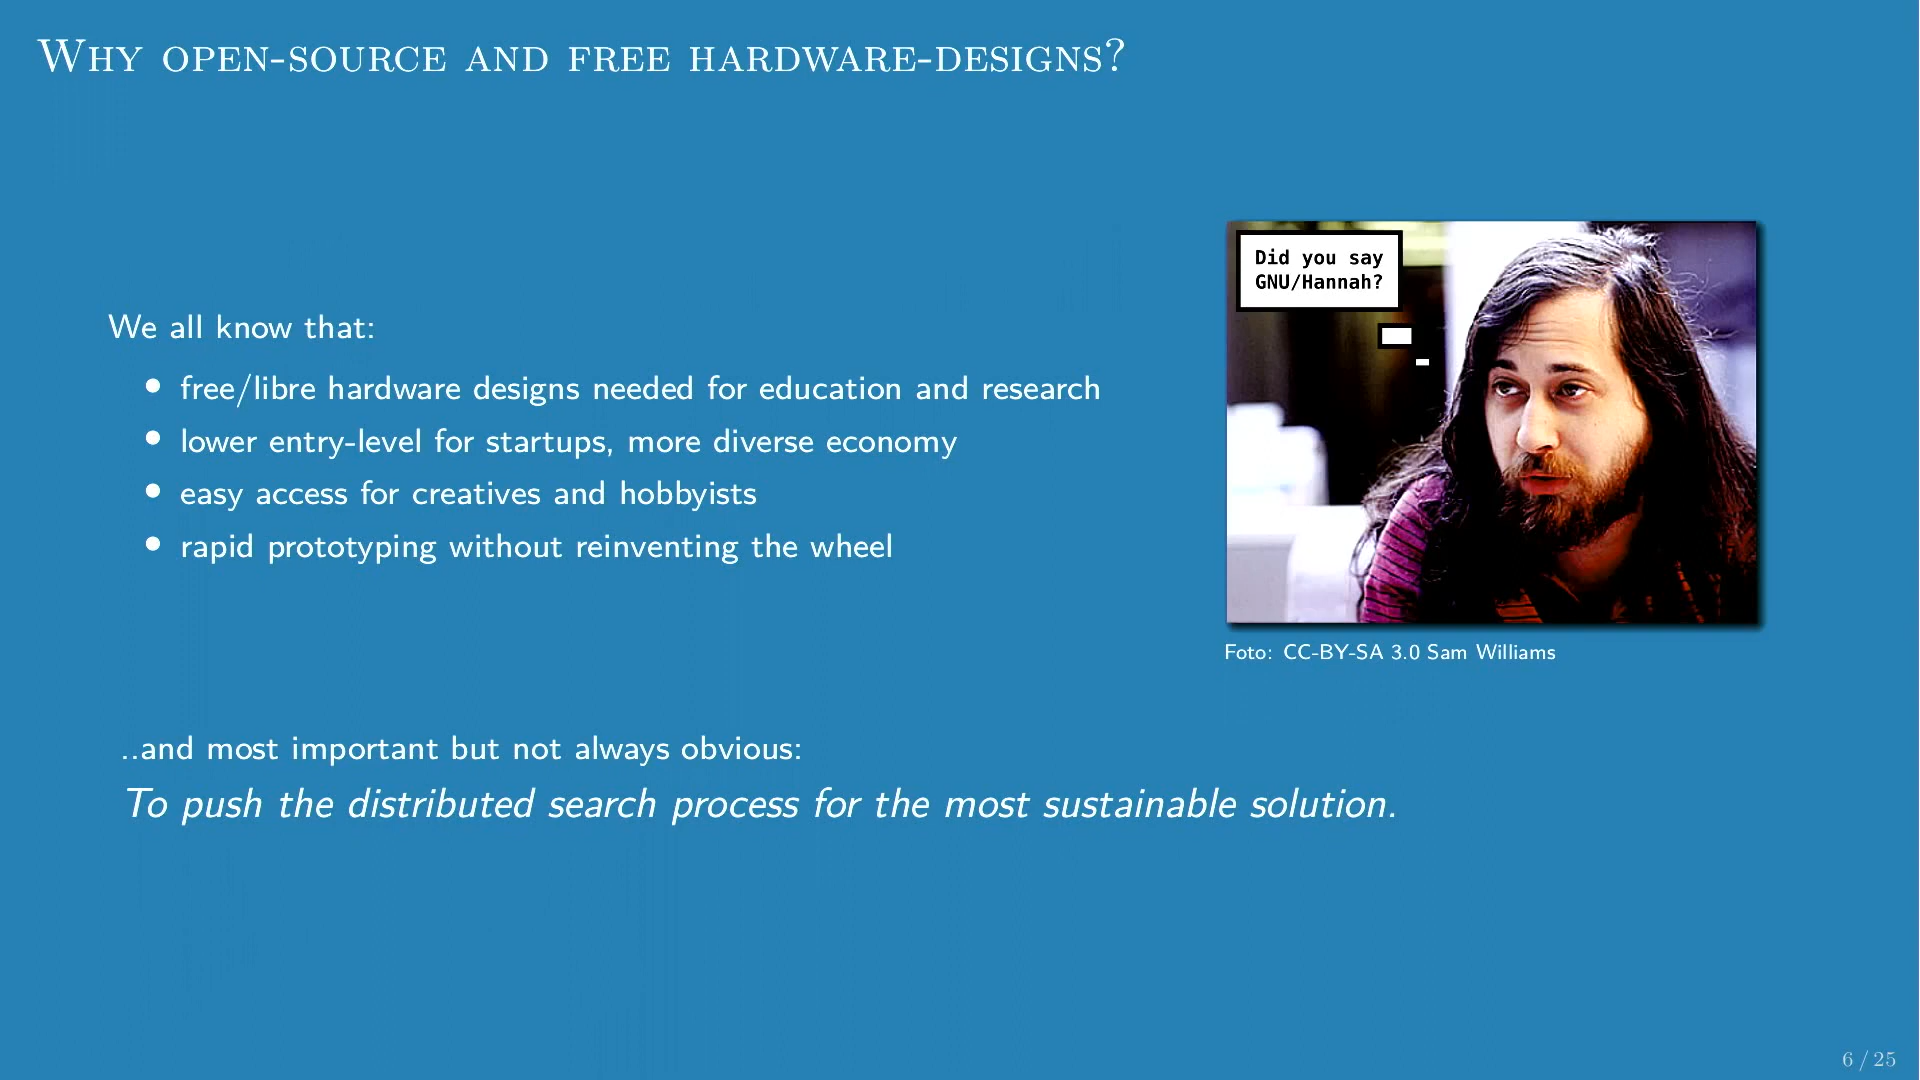 Why open-source and free hardware-designs?
We all know that:
• free/libre hardware designs needed for education and research
• lower entry-level for startups, more diverse economy
• easy access for creatives and hobbyists
• rapid prototyping without reinventing the wheel
Did you say
GNU/Hannah?
Foto: CC-BY-SA 3.0 Sam Williams
..and most important but not always obvious:
To push the distributed search process for the most sustainable solution.
6 / 25